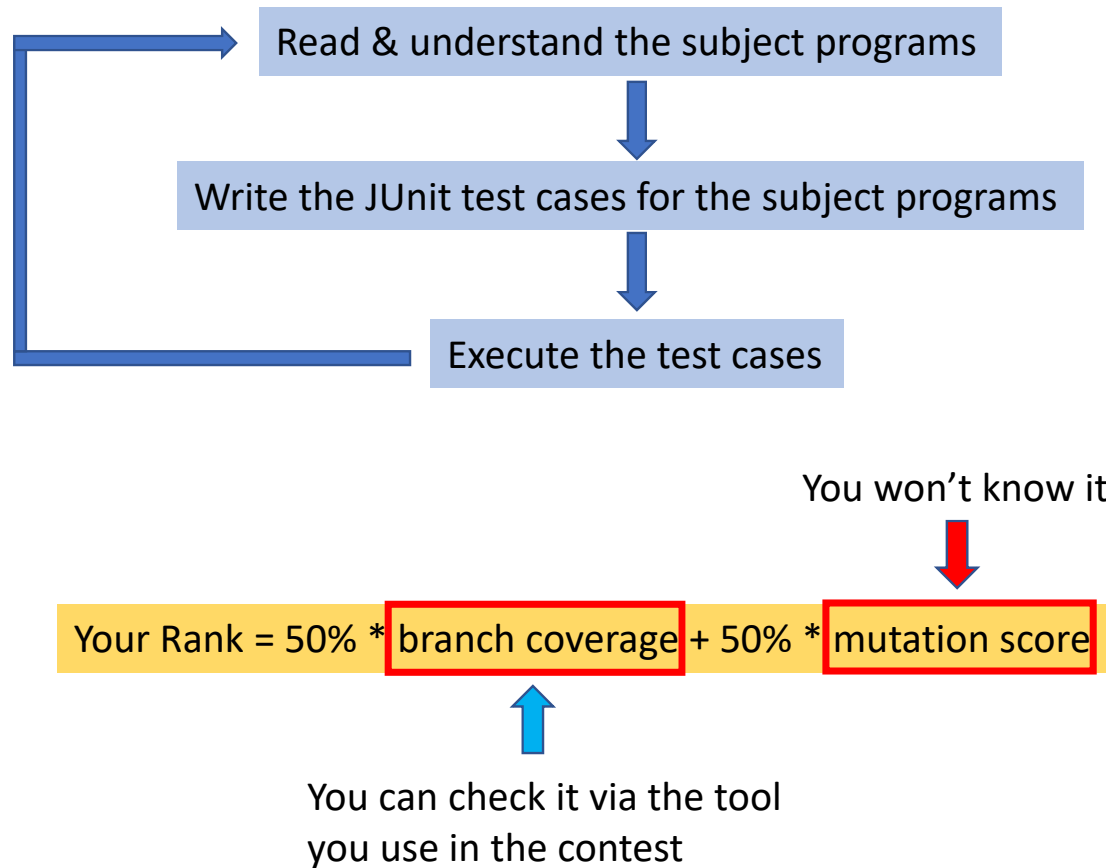 Read & understand the subject programs
Write the JUnit test cases for the subject programs
Execute the test cases
You won’t know it
Your Rank = 50% * branch coverage + 50% * mutation score
You can check it via the tool
you use in the contest